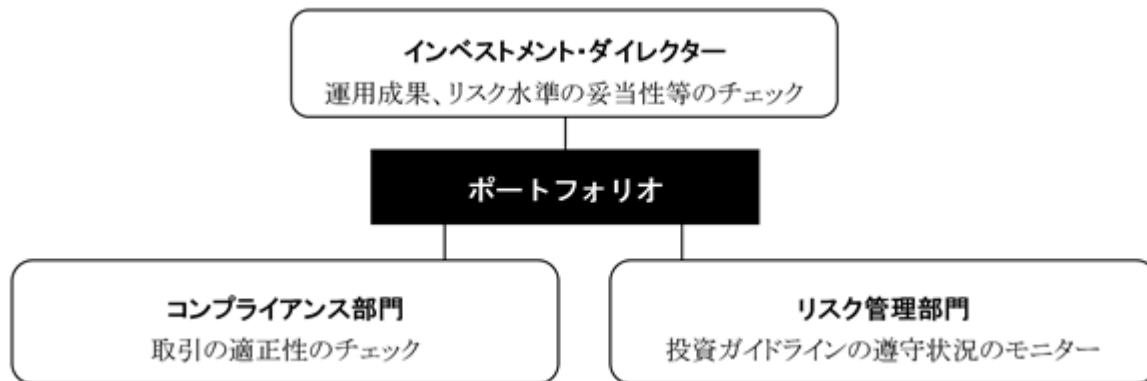 インベストメント・ダイレクター
運用成果、リスク水準の妥当性等のチェック
ポートフォリオ
コンプライアンス部門
取引の適正性のチェック
リスク管理部門
投資ガイドラインの遵守状況のモニター